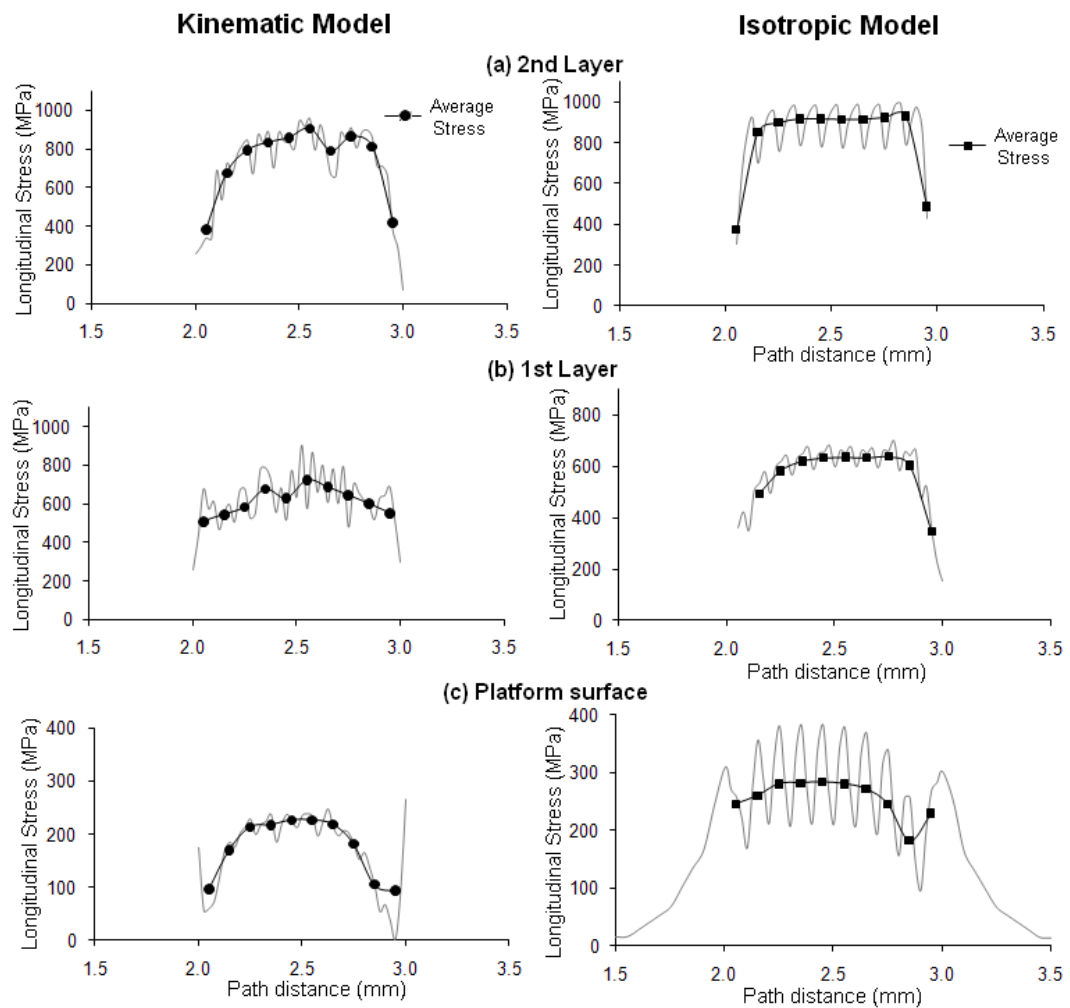 Kinematic Model
Isotropic Model
(a) 2nd Layer
Longitudinal Stress (MPa)
1000
800
600
400
200
0
1.5 2.0 2.5 3.0 3.5
Average
Stress
Longitudinal Stress (MPa)
1000
800
600
400
200
0
1.5 2.0 2.5 3.0 3.5
Path distance (mm)
Average
Stress
(b) 1st Layer
Longitudinal Stress (MPa)
1000
800
600
400
200
0
1.5 2.0 2.5 3.0 3.5
Longitudinal Stress (MPa)
800
600
400
200
0
1.5 2.0 2.5 3.0 3.5
Path distance (mm)
(c) Platform surface
Longitudinal Stress (MPa)
400
300
200
100
0
1.5 2.0 2.5 3.0 3.5
Path distance (mm)
Longitudinal Stress (MPa)
400
300
200
100
0
1.5 2.0 2.5 3.0 3.5
Path distance (mm)